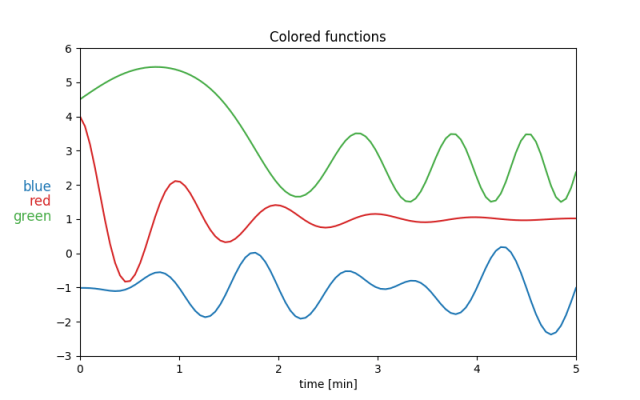 Colored functions
6
5
4
3
2
1
0
−1
−2
−3
blue
red
green
0 1 2 3 4 5
time [min]